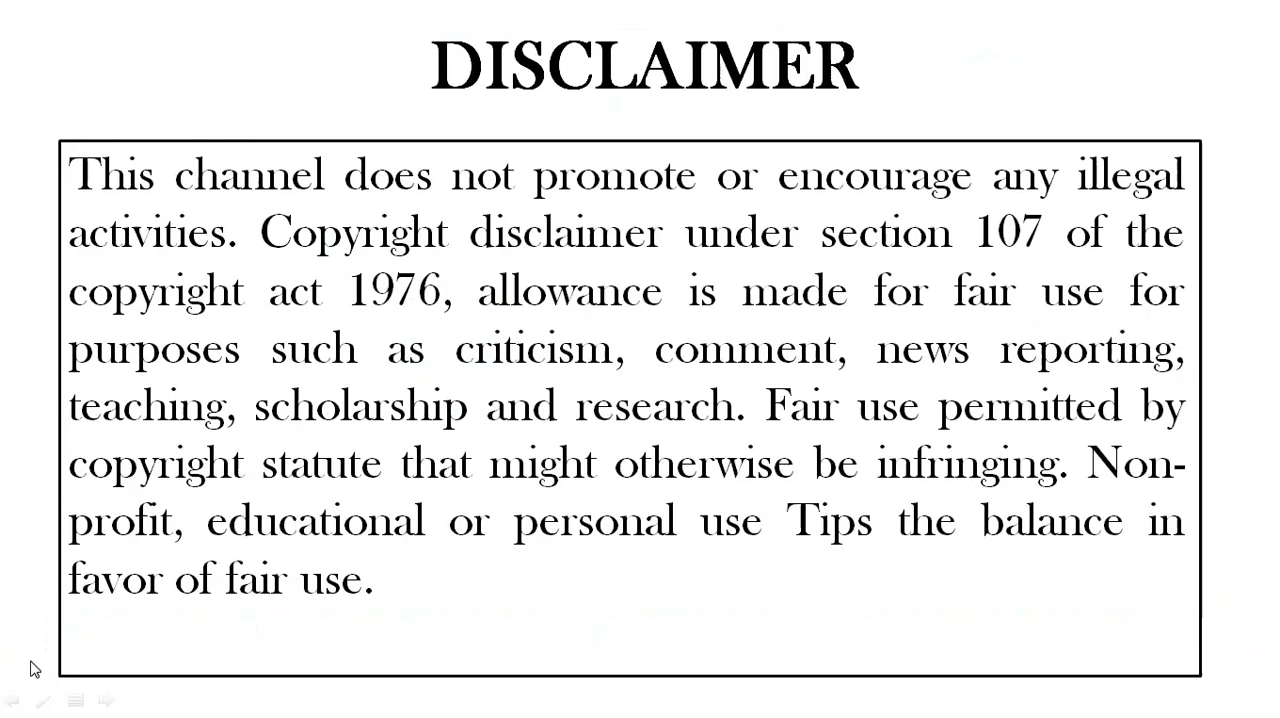 DISCLAIMER
This channel does not promote or encourage any illegal
activities. Copyright disclaimer under section 107 of the
copyright act 1976, allowance is made for fair use for
purposes such as criticism, comment, news reporting,
teaching, scholarship and research. Fair use permitted by
copyright statute that might otherwise be infringing. Non-
profit, educational or personal use Tips the balance in
favor of fair use.